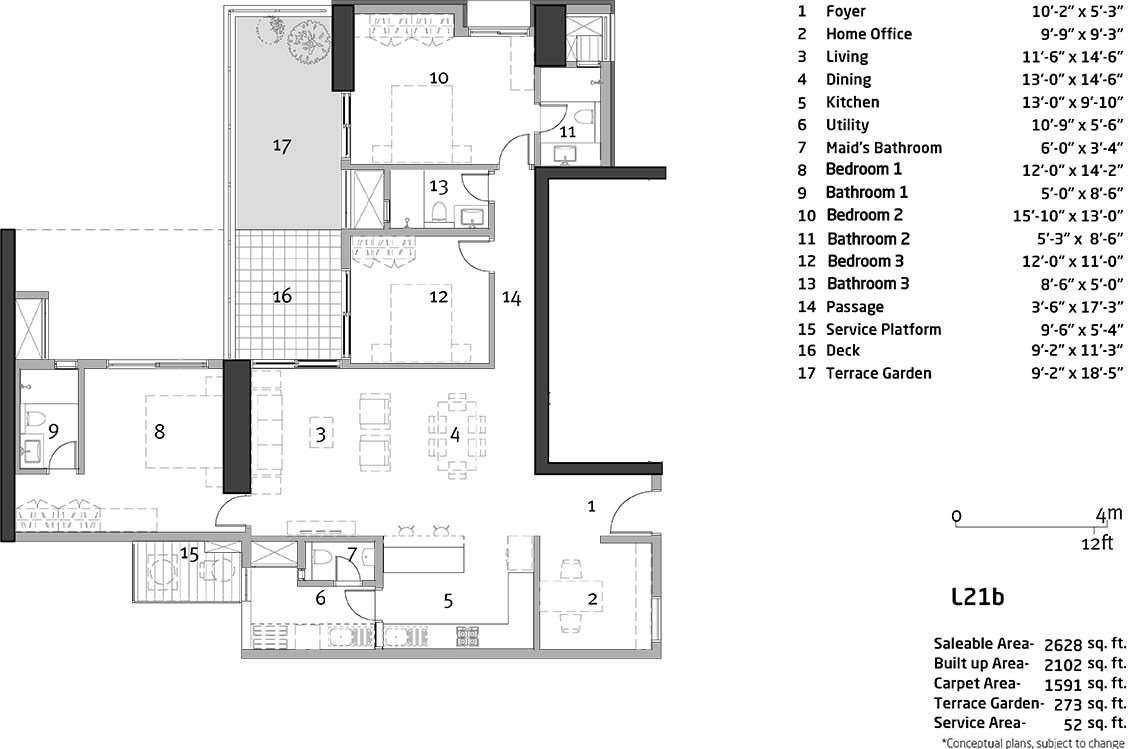 1 Foyer 10’-2” x 5’-3”
2 Home Office 9’-9” x 9’-3”
3 Living 11’-6” x 14’-6”
4 Dining 13’-0” x 14’-6”
5 Kitchen 13’-0” x 9’-10”
6 Utility 10’-9” x 5’-6”
7 Maid’s Bathroom 6’-0” x 3’-4”
8 Bedroom 1 12’-0” x 14’-2”
9 Bathroom 1 5’-0” x 8’-6”
10 Bedroom 2 15’-10” x 13’-0”
11 Bathroom 2 5’-3” x 8’-6”
12 Bedroom 3 12’-0” x 11’-0”
13 Bathroom 3 8’-6” x 5’-0”
14 Passage 3’-6” x 17’-3”
15 Service Platform 9’-6” x 5’-4”
16 Deck 9’-2” x 11’-3”
17 Terrace Garden 9’-2” x 18’-5”
10
11
17
13
16
12
14
9
8
3
4
1
15
7
6
5
2
0 4m
12ft
L21b
Saleable Area- 2628 sq. ft.
Built up Area- 2102 sq. ft.
Carpet Area- 1591 sq. ft.
Terrace Garden- 273 sq. ft.
Service Area- 52 sq. ft.
*Conceptual plans, subject to change